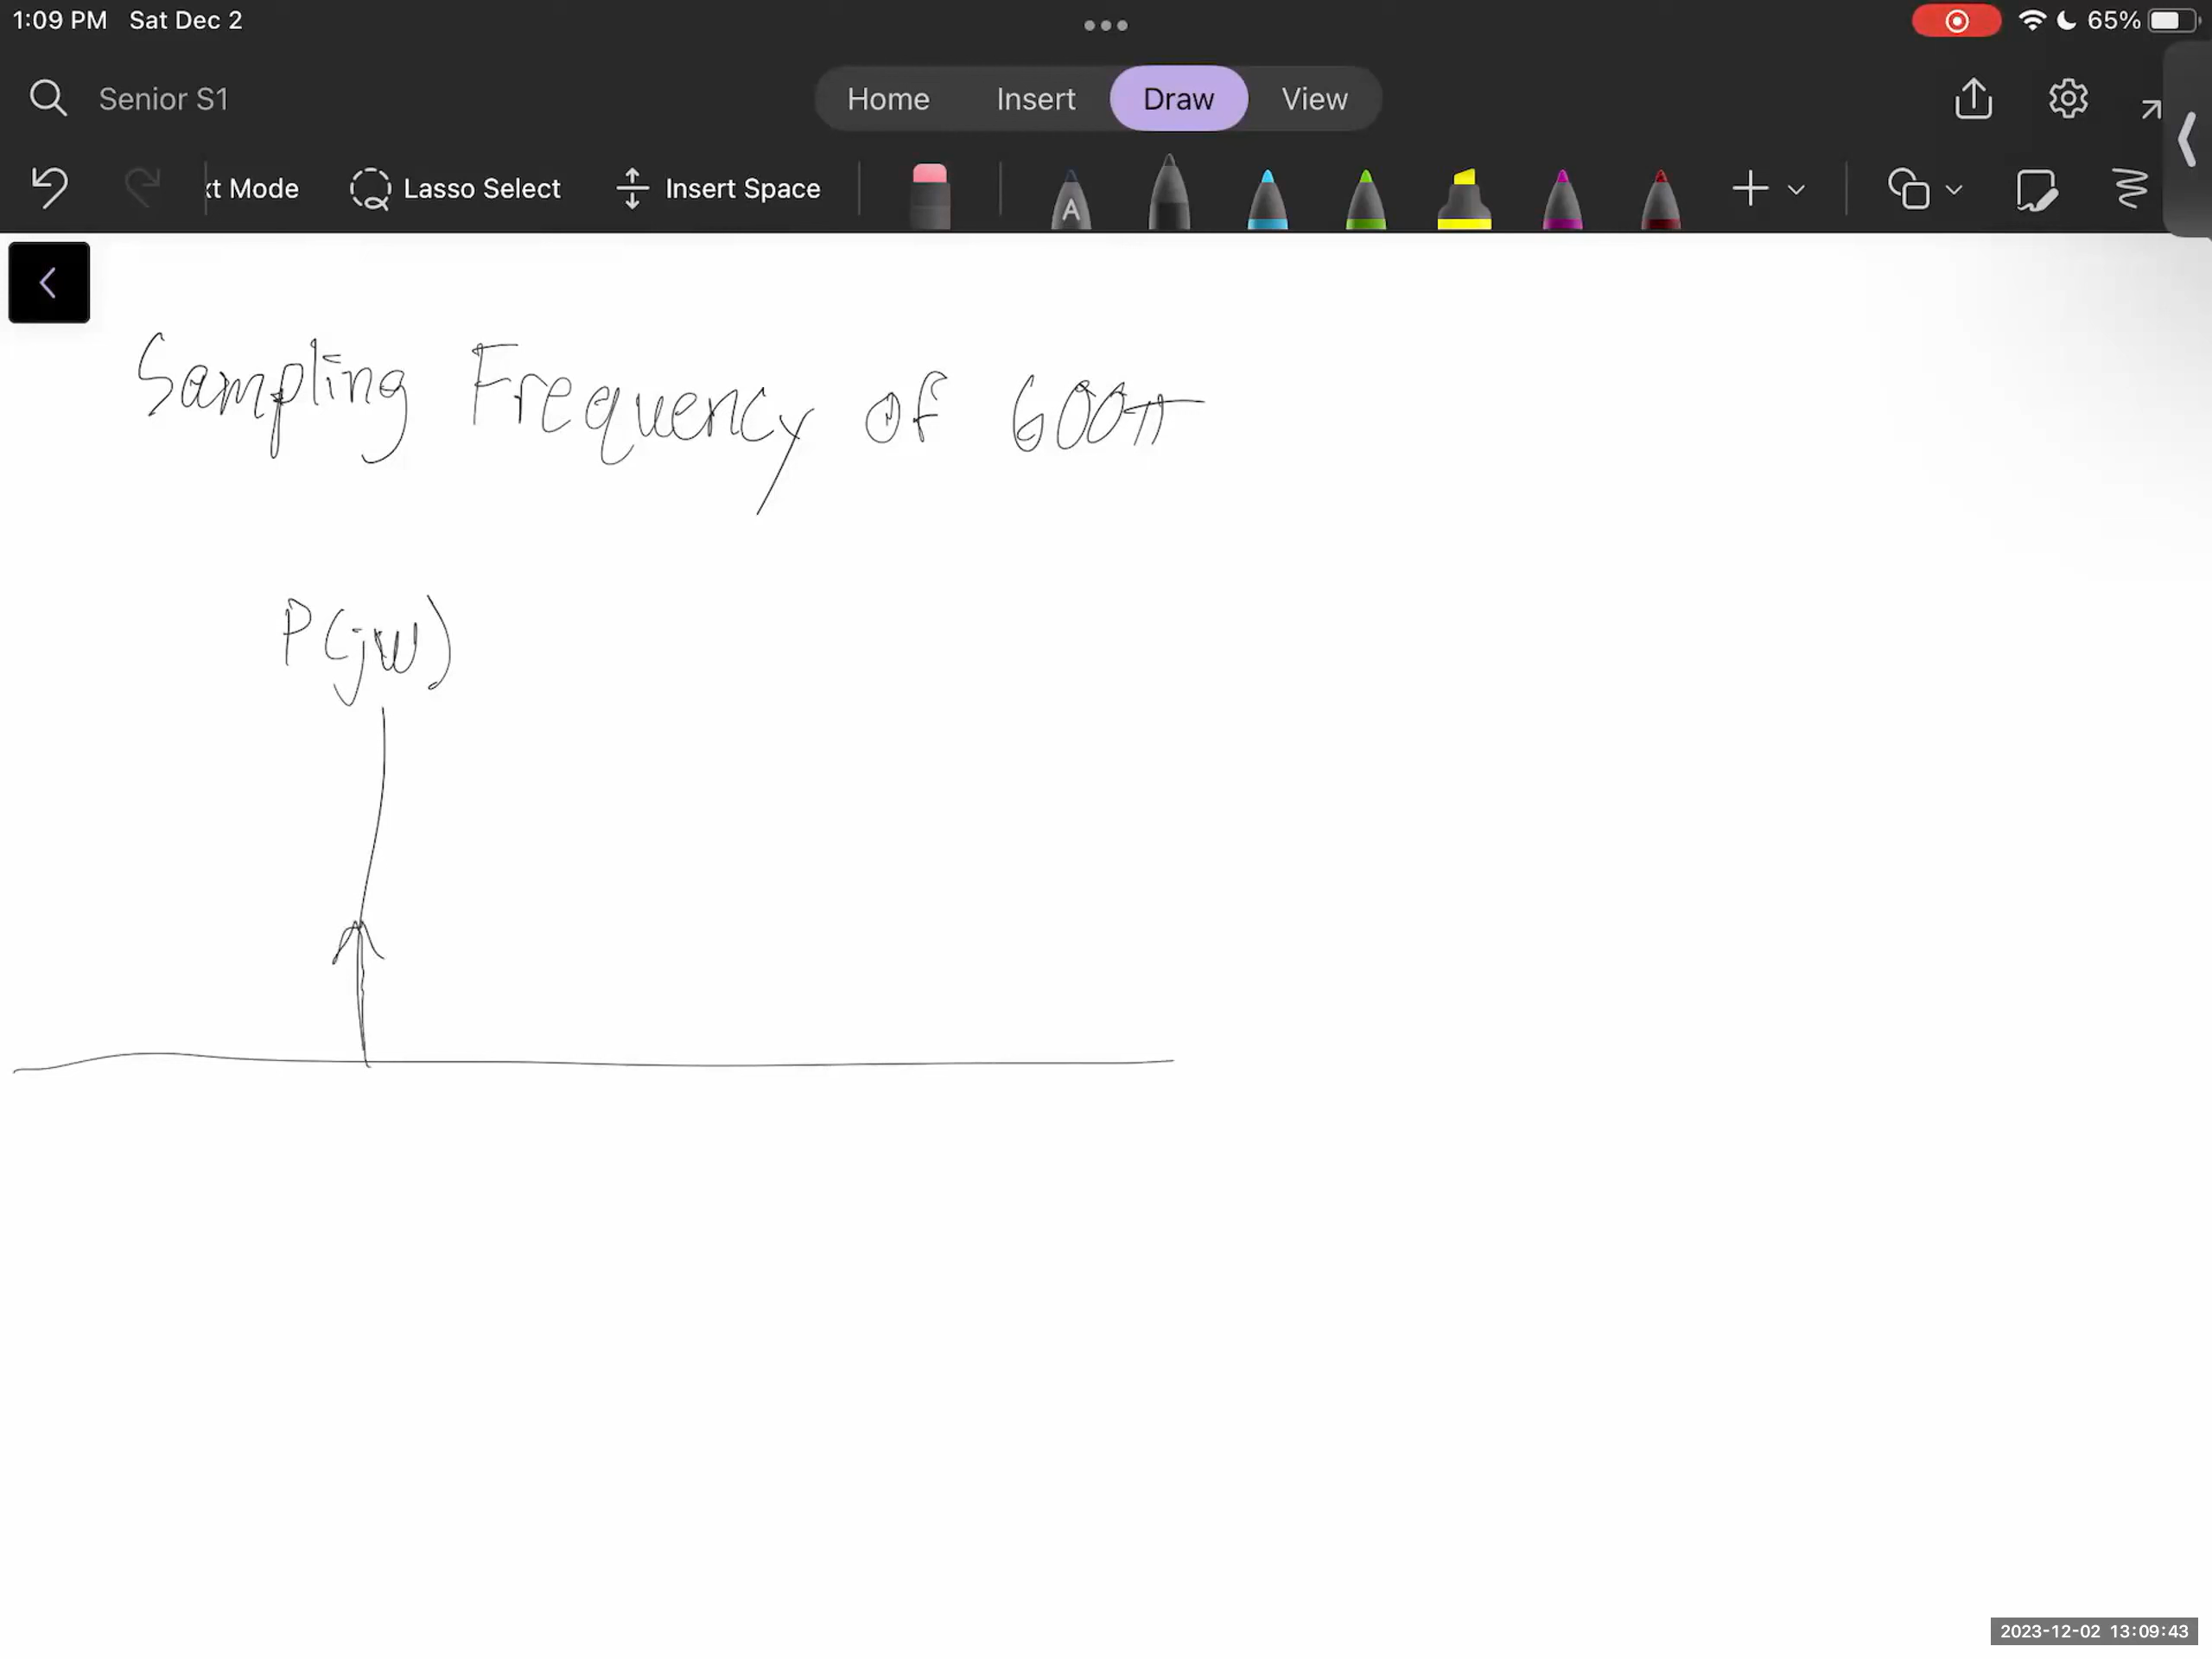 1:09 PM Sat Dec 2
65%
Senior S1
Home Insert Draw View
xt Mode Lasso Select Insert Space
A
Sampling Frequency of 600π
P(jw)
2023-12-02 13:09:43